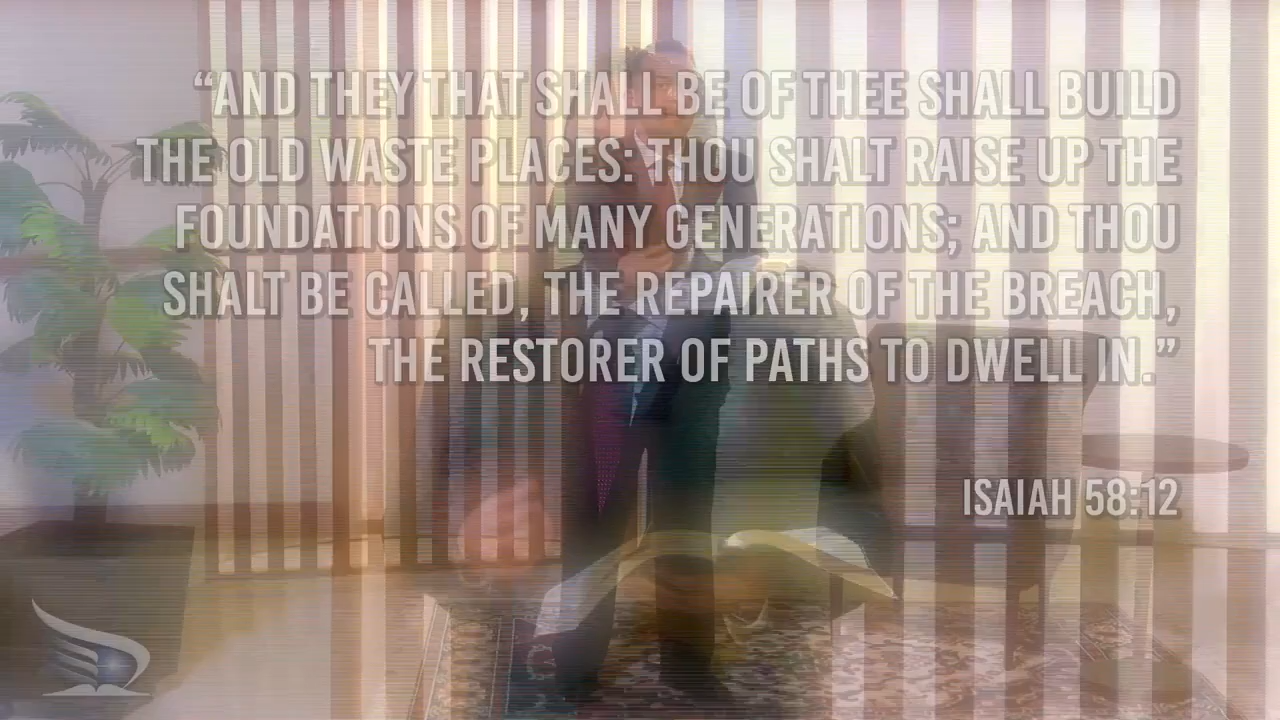 “AND THEY THAT SHALL BE OF THEE SHALL BUILD
THE OLD WASTE PLACES: THOU SHALT RAISE UP THE
FOUNDATIONS OF MANY GENERATIONS; AND THOU
SHALT BE CALLED, THE REPAIRER OF THE BREACH,
THE RESTORER OF PATHS TO DWELL IN.”
ISAIAH 58:12